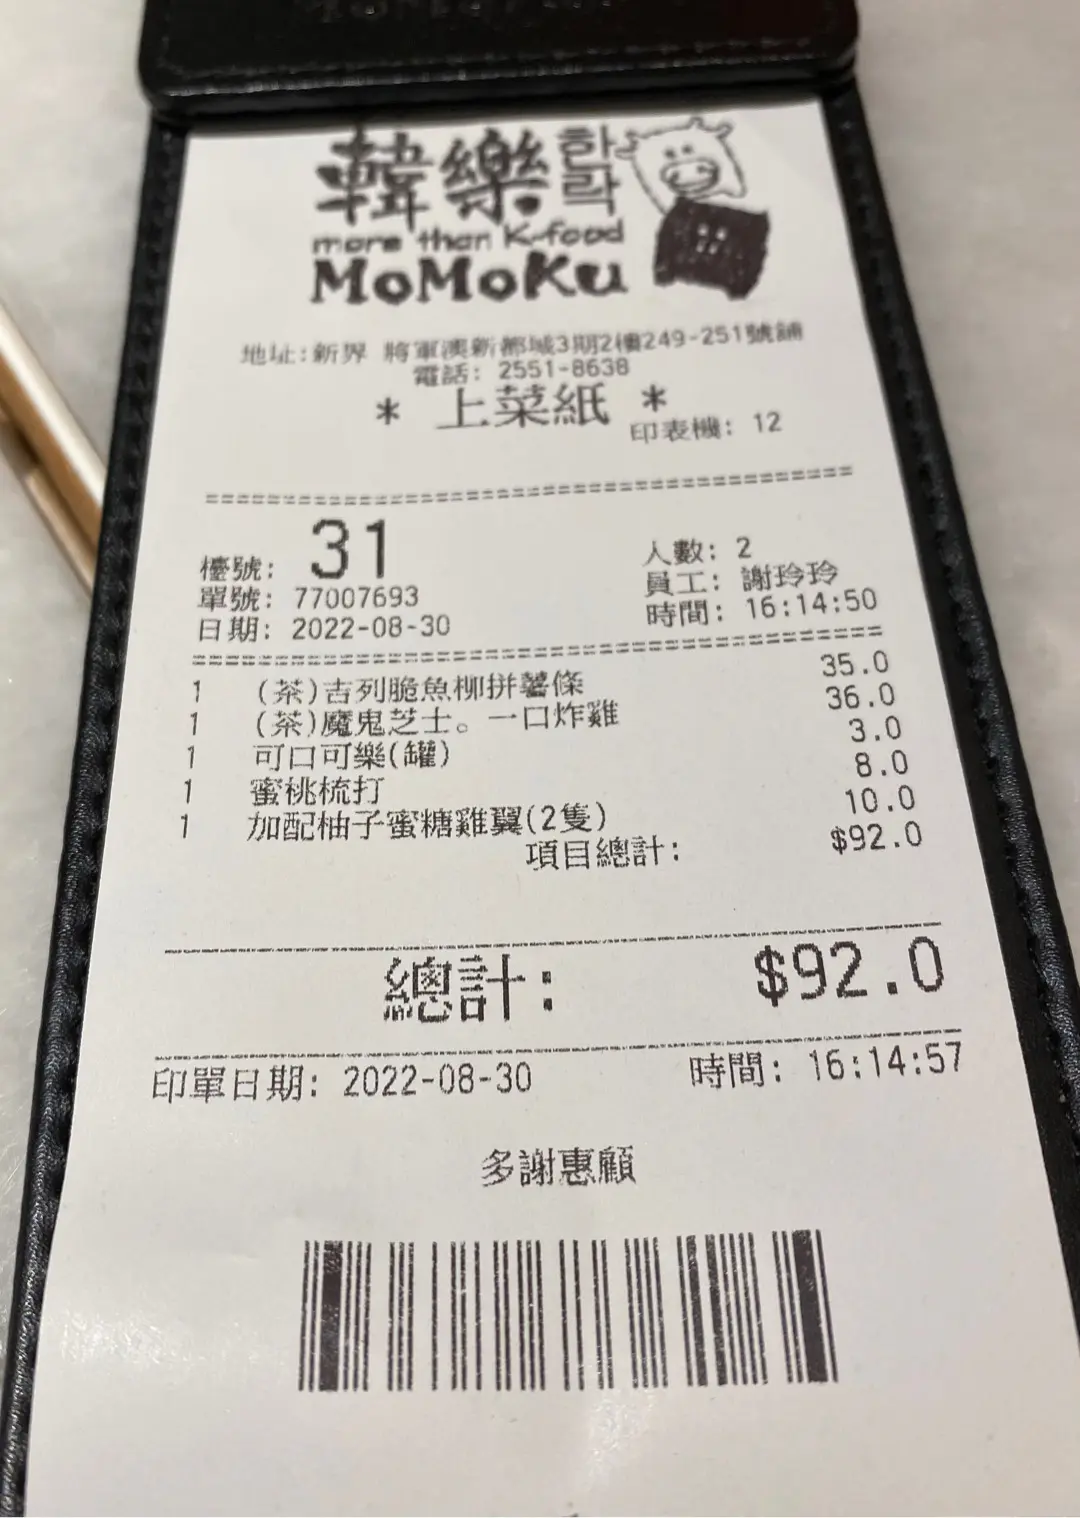 韓樂 하락
more than K-food
MoMoKu
地址:新界 將軍澳新都城3期2樓249-251號舖
電話: 2551-8638
* 上菜紙 *
印表機: 12
檯號: 31
人數: 2
單號: 77007693
員工: 謝玲玲
日期: 2022-08-30
時間: 16:14:50
1 (茶)吉列脆魚柳拼薯條 35.0
1 (茶)魔鬼芝士。一口炸雞 36.0
1 可口可樂(罐) 3.0
1 蜜桃梳打 8.0
1 加配柚子蜜糖雞翼(2隻) 10.0
項目總計: $92.0
總計: $92.0
印單日期: 2022-08-30 時間: 16:14:57
多謝惠顧